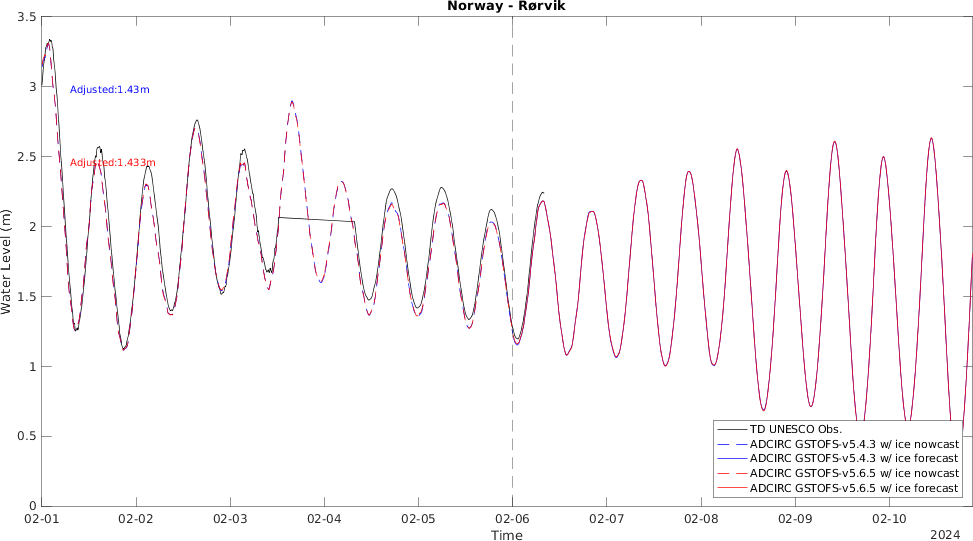 Norway - Rørvik
3.5
3
2.5
2
1.5
1
0.5
0
Water Level (m)
Adjusted:1.43m
Adjusted:1.433m
TD UNESCO Obs.
ADCIRC GSTOFS-v5.4.3 w/ ice nowcast
ADCIRC GSTOFS-v5.4.3 w/ ice forecast
ADCIRC GSTOFS-v5.6.5 w/ ice nowcast
ADCIRC GSTOFS-v5.6.5 w/ ice forecast
02-01 02-02 02-03 02-04 02-05 02-06 02-07 02-08 02-09 02-10
Time
2024